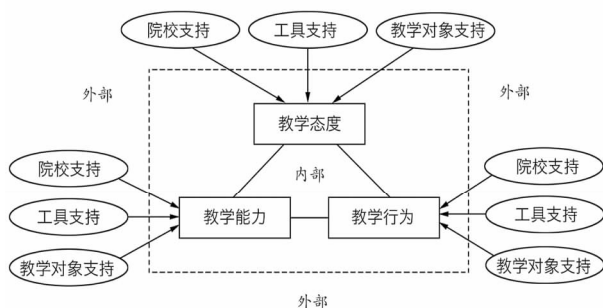 院校支持
工具支持
教学对象支持
外部
外部
教学态度
内部
院校支持
院校支持
工具支持
教学能力
教学行为
工具支持
教学对象支持
教学对象支持
外部